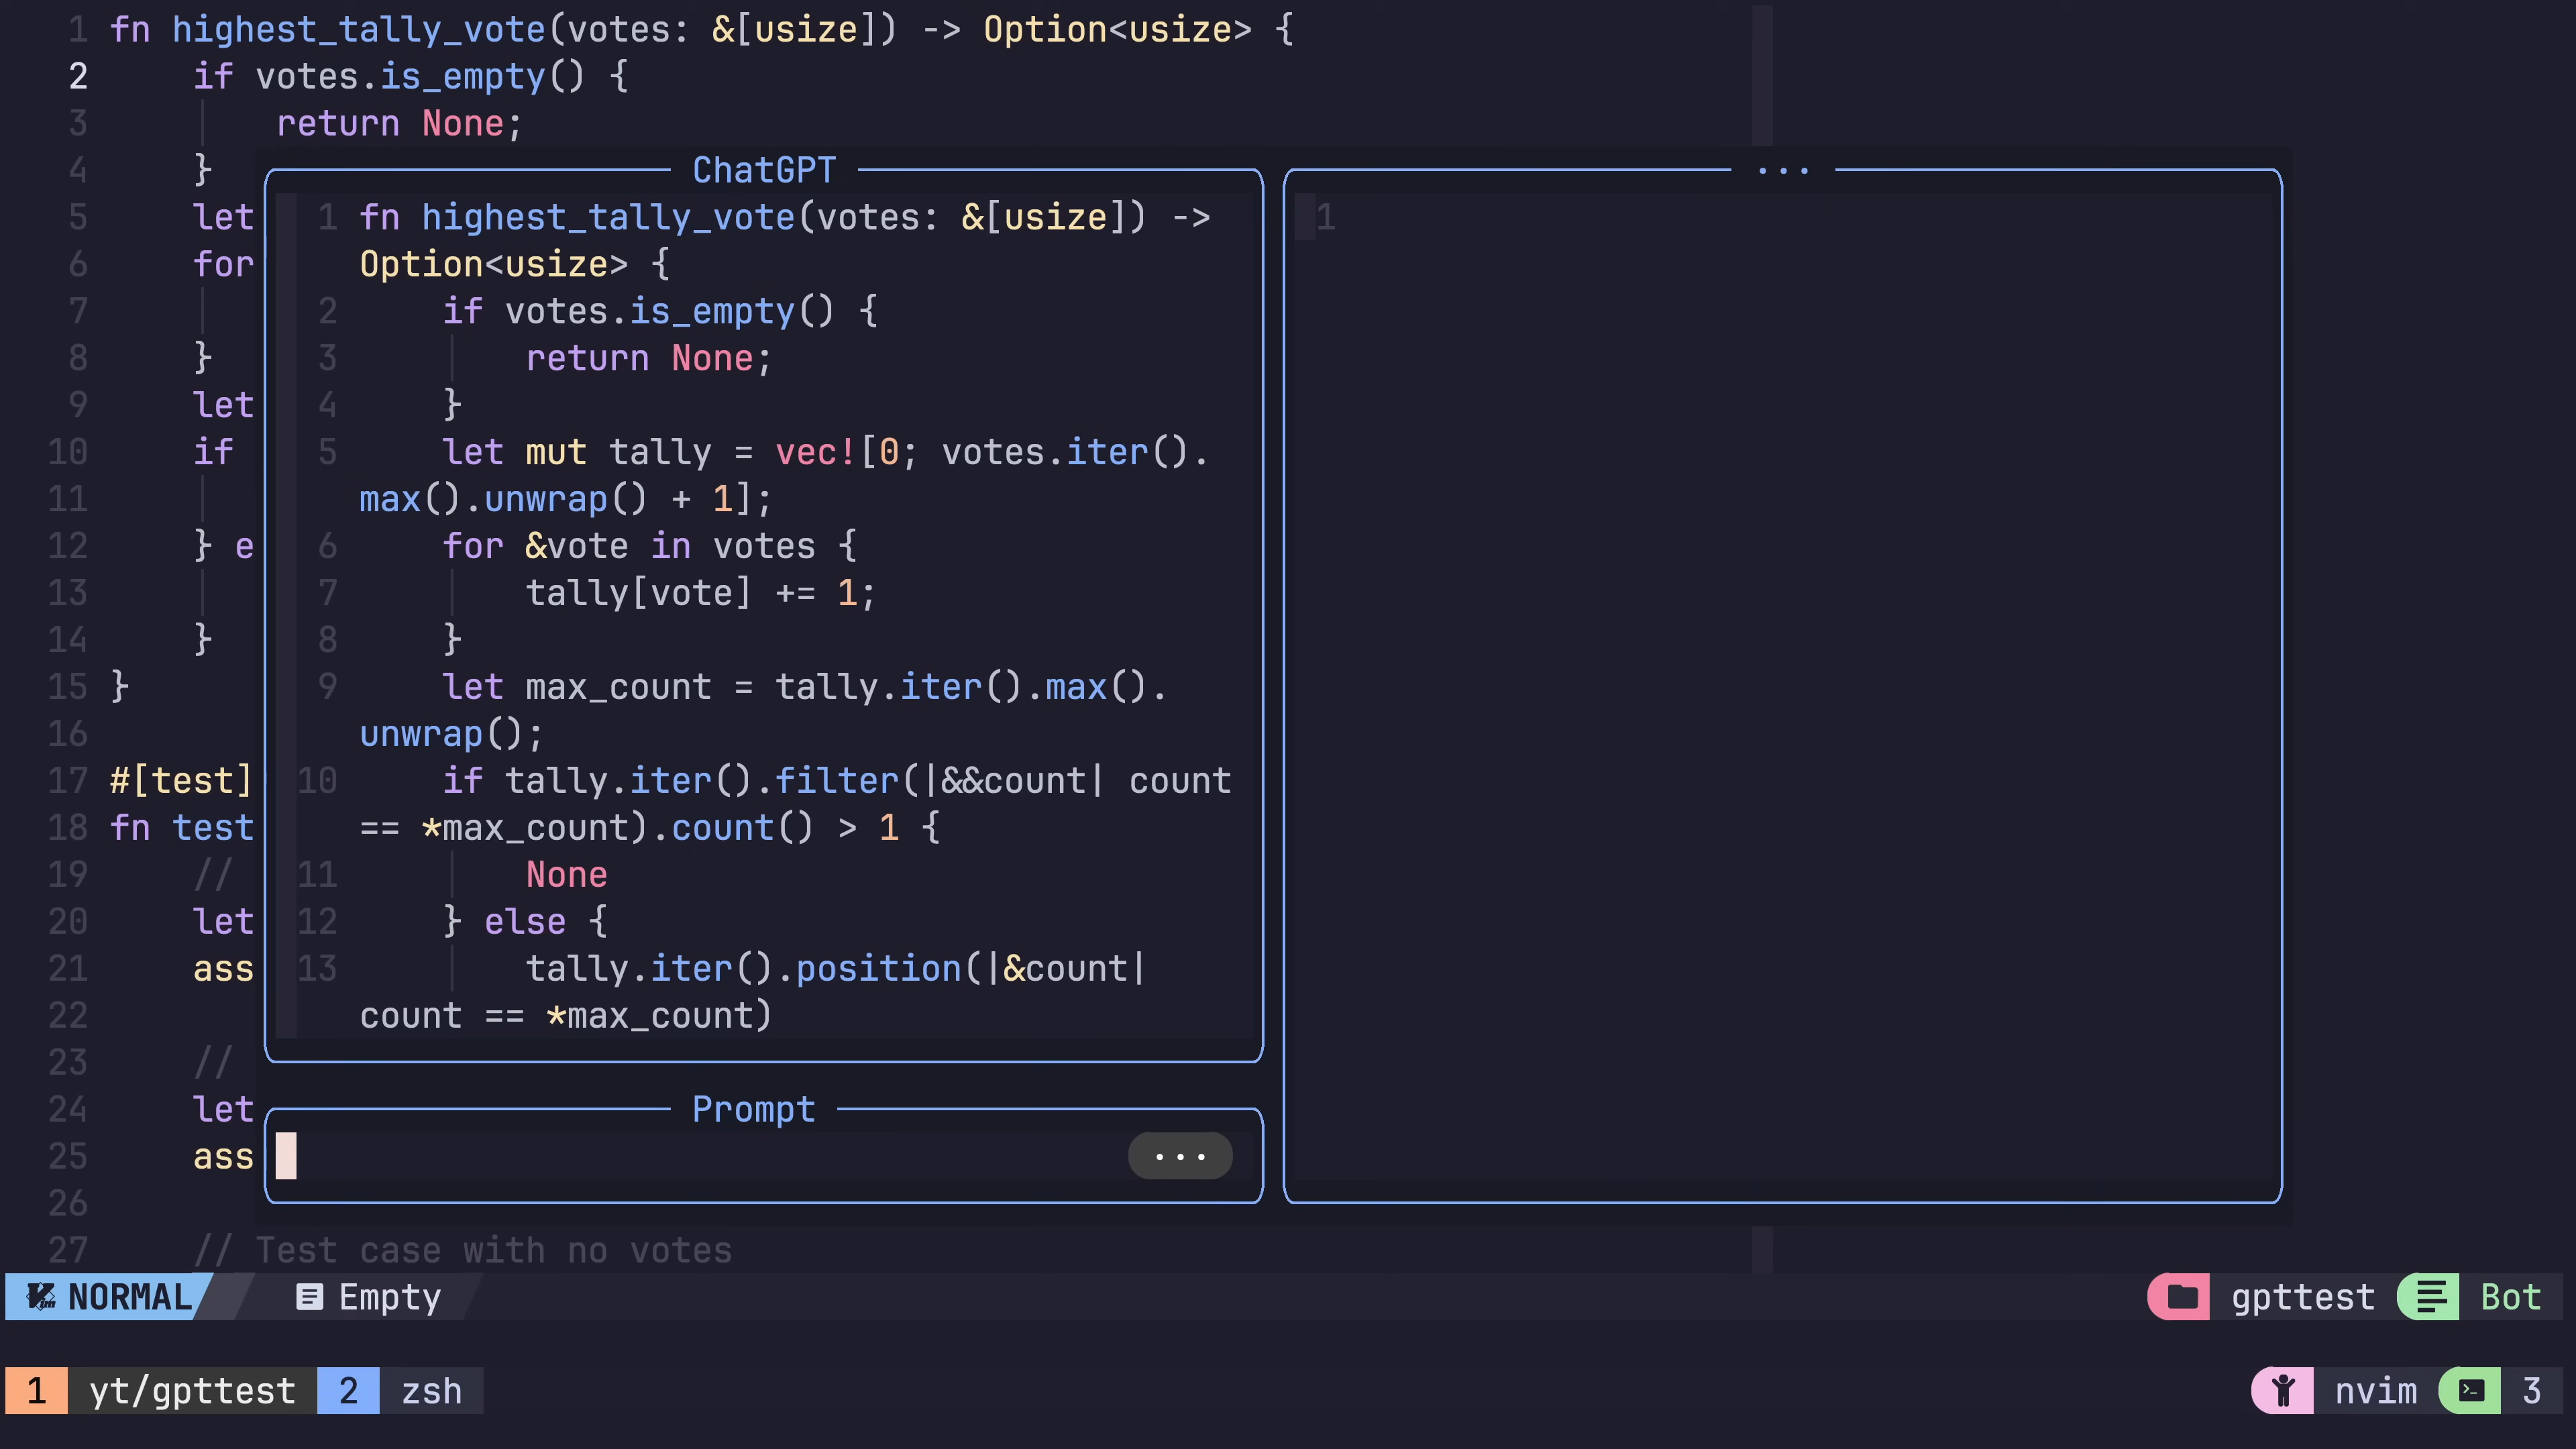 1 fn highest_tally_vote(votes: &[usize]) -> Option<usize> {
2     if votes.is_empty() {
3         return None;
4     }
5     let
6     for
7
8     }
9     let
10     if
11
12     } e
13
14     }
15 }
16
17 #[test]
18 fn test
19     //
20     let
21     ass
22
23     //
24     let
25     ass
26
27     // Test case with no votes
ChatGPT
1 fn highest_tally_vote(votes: &[usize]) ->
Option<usize> {
2     if votes.is_empty() {
3         return None;
4     }
5     let mut tally = vec![0; votes.iter().
max().unwrap() + 1];
6     for &vote in votes {
7         tally[vote] += 1;
8     }
9     let max_count = tally.iter().max().
unwrap();
10     if tally.iter().filter(|&&count| count
== *max_count).count() > 1 {
11         None
12     } else {
13         tally.iter().position(|&count|
count == *max_count)
Prompt
...
...
1
NORMAL Empty gpttest Bot
1 yt/gpttest 2 zsh nvim 3